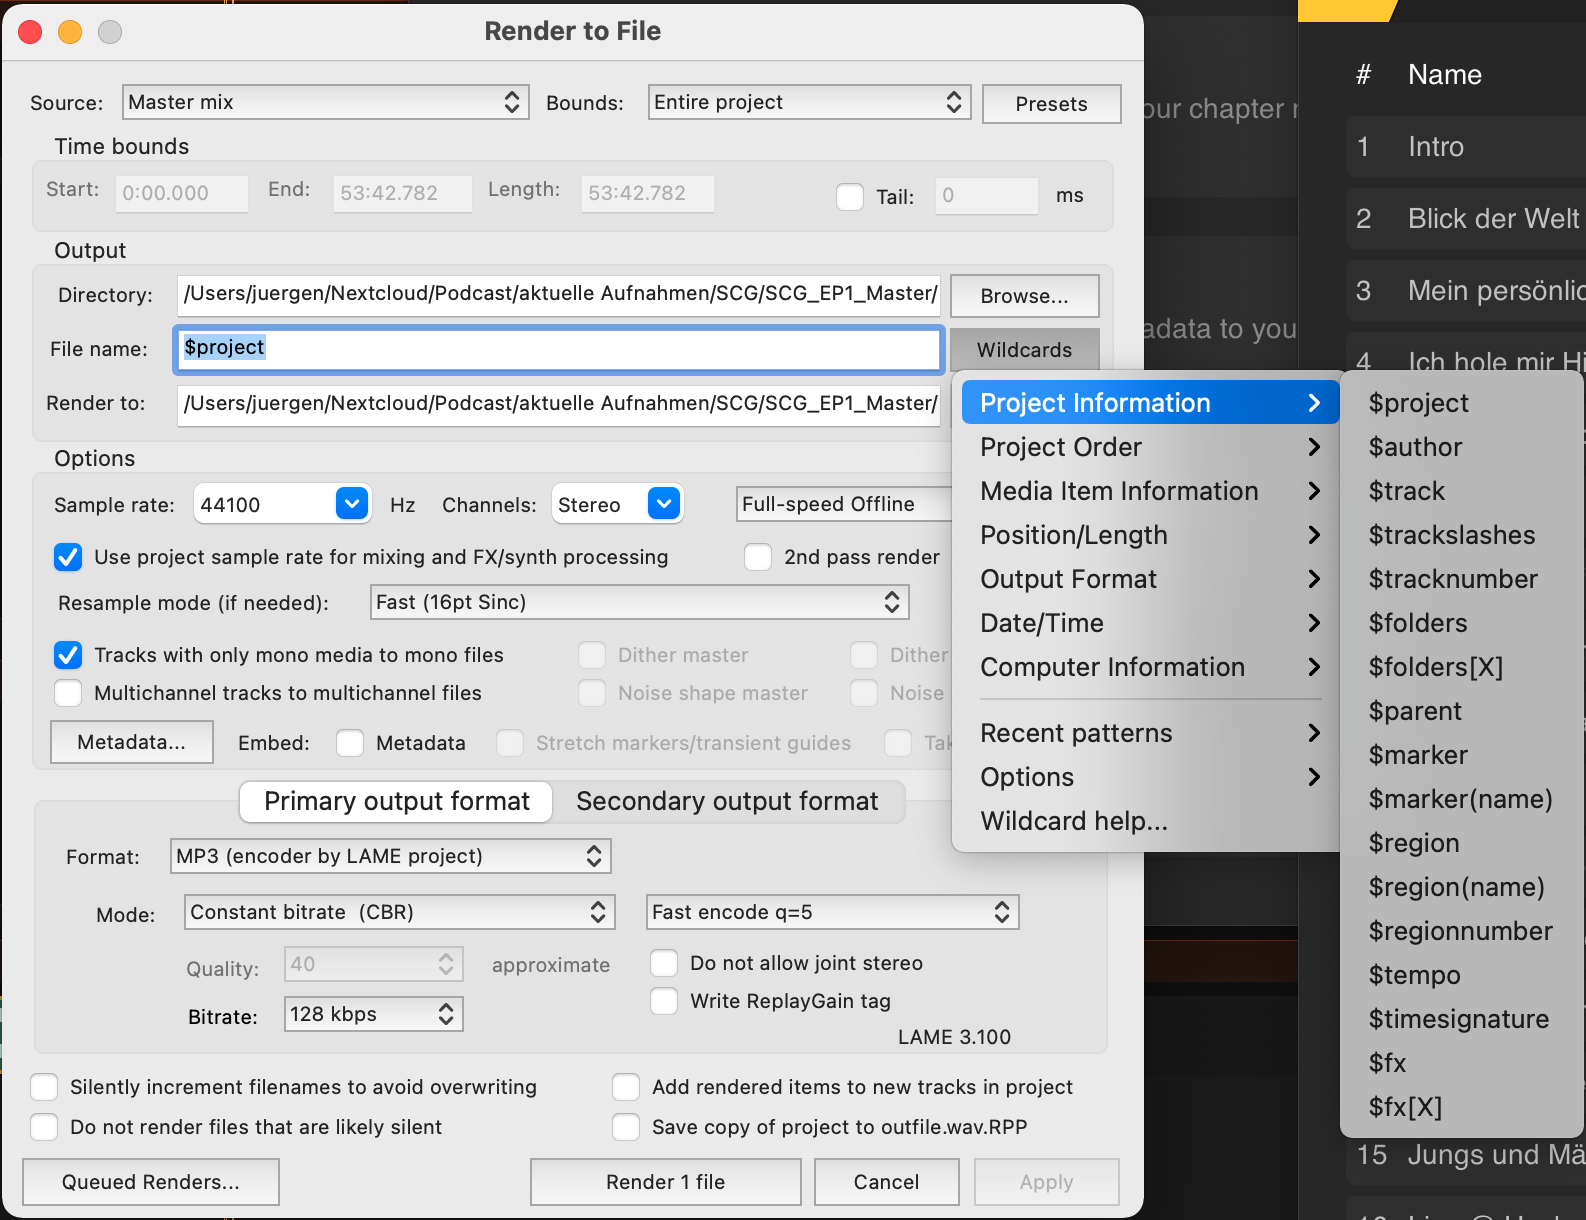 Render to File
Source: Master mix Bounds: Entire project Presets
Time bounds
Start: 0:00.000 End: 53:42.782 Length: 53:42.782 Tail: 0 ms
Output
Directory: /Users/juergen/Nextcloud/Podcast/aktuelle Aufnahmen/SCG/SCG_EP1_Master/ Browse...
File name: $project Wildcards
Render to: /Users/juergen/Nextcloud/Podcast/aktuelle Aufnahmen/SCG/SCG_EP1_Master/
Options
Sample rate: 44100 Hz Channels: Stereo Full-speed Offline
Use project sample rate for mixing and FX/synth processing 2nd pass render
Resample mode (if needed): Fast (16pt Sinc)
Tracks with only mono media to mono files Dither master Dither
Multichannel tracks to multichannel files Noise shape master Noise
Metadata... Embed: Metadata Stretch markers/transient guides
Primary output format Secondary output format
Format: MP3 (encoder by LAME project)
Mode: Constant bitrate (CBR) Fast encode q=5
Quality: 40 approximate Do not allow joint stereo
Bitrate: 128 kbps Write ReplayGain tag
LAME 3.100
Silently increment filenames to avoid overwriting Add rendered items to new tracks in project
Do not render files that are likely silent Save copy of project to outfile.wav.RPP
Queued Renders... Render 1 file Cancel Apply
Project Information
Project Order
Media Item Information
Position/Length
Output Format
Date/Time
Computer Information
Recent patterns
Options
Wildcard help...
$project
$author
$track
$trackslashes
$tracknumber
$folders
$folders[X]
$parent
$marker
$marker(name)
$region
$region(name)
$regionnumber
$tempo
$timesignature
$fx
$fx[X]
chapter
adata to you
# Name
1 Intro
2 Blick der Welt
3 Mein persönlic
4 Ich hole mir Hi
15 Jungs und Mä